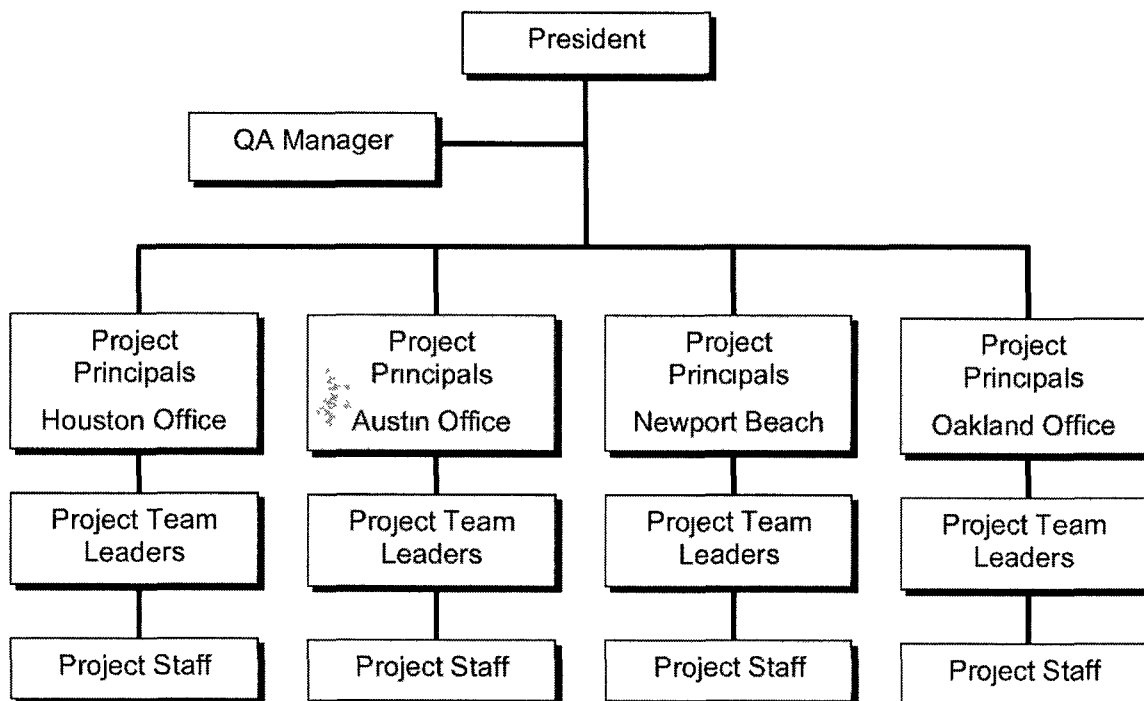 President
QA Manager
Project
Principals
Houston Office
Project
Principals
Austin Office
Project
Principals
Newport Beach
Project
Principals
Oakland Office
Project Team
Leaders
Project Team
Leaders
Project Team
Leaders
Project Team
Leaders
Project Staff
Project Staff
Project Staff
Project Staff